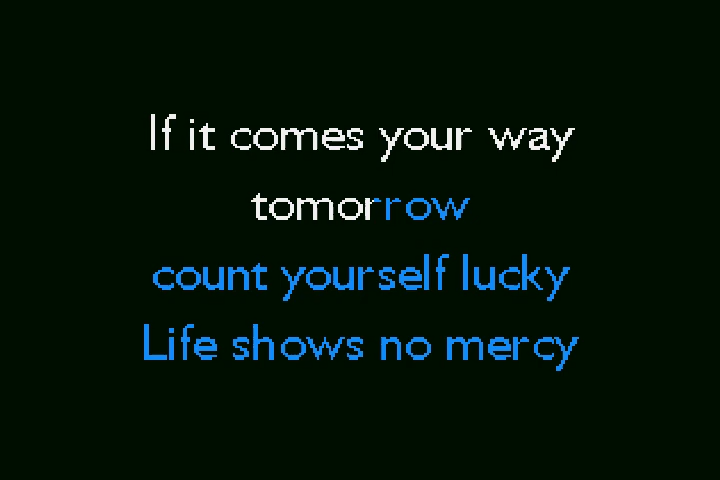 If it comes your way
tomorrow
count yourself lucky
Life shows no mercy